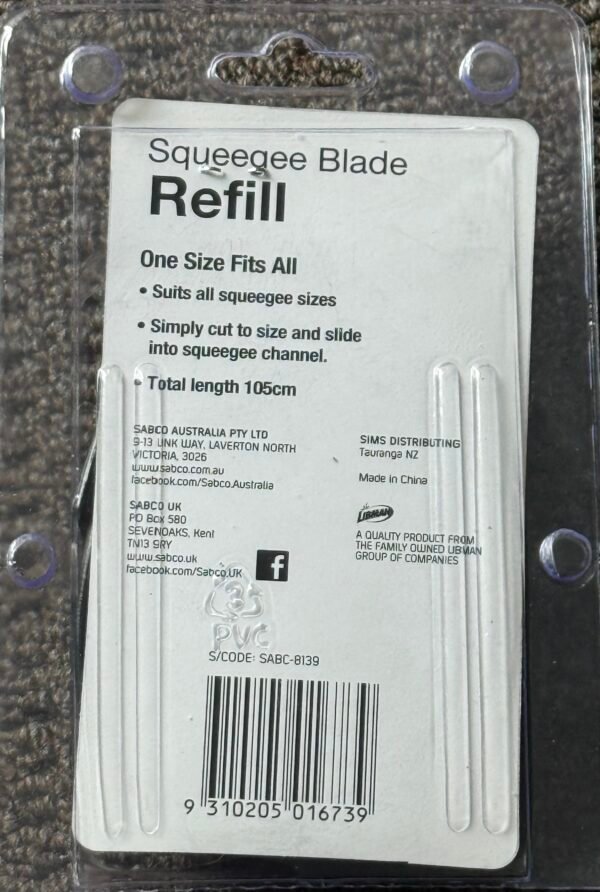 Squeegee Blade
Refill
One Size Fits All
• Suits all squeegee sizes
• Simply cut to size and slide
into squeegee channel.
• Total length 105cm
SABCO AUSTRALIA PTY LTD
9-13 LINK WAY, LAVERTON NORTH
VICTORIA, 3026
www.sabco.com.au
facebook.com/Sabco.Australia
SABCO UK
PO Box 580
SEVENOAKS, Kent
TN13 9RY
www.sabco.uk
facebook.com/Sabco.UK
f
SIMS DISTRIBUTING
Tauranga NZ
Made in China
the
LIBMAN
A QUALITY PRODUCT FROM
THE FAMILY OWNED LIBMAN
GROUP OF COMPANIES
3
PVC
S/CODE: SABC-8139
9 310205 016739